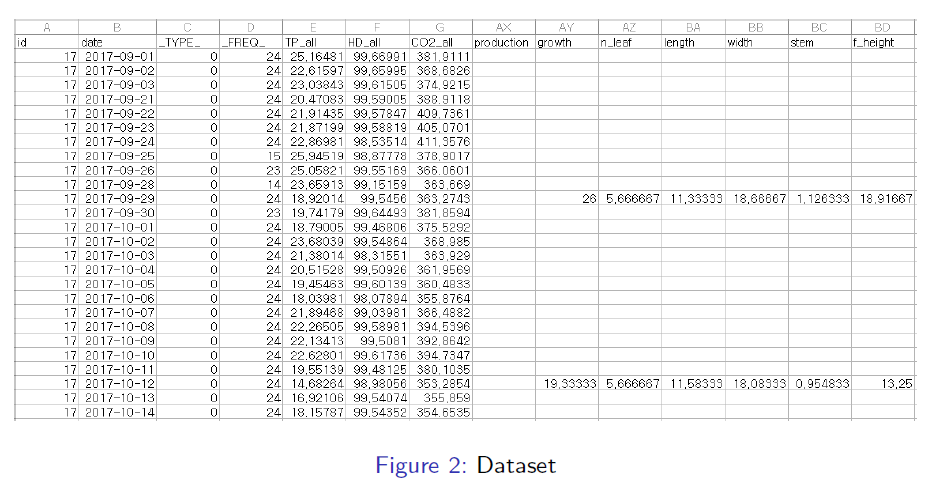 A B C D E F G AX AY AZ BA BB BC BD
id date _TYPE_ _FREQ_ TP_all HD_all CO2_all production growth n_leaf length width stem f_height
17 2017-09-01 0 24 25,16481 99,66991 381,9111
17 2017-09-02 0 24 22,61597 99,65995 368,6826
17 2017-09-03 0 24 23,03843 99,61505 374,9215
17 2017-09-21 0 24 20,47083 99,59005 388,9118
17 2017-09-22 0 24 21,91435 99,57847 409,7361
17 2017-09-23 0 24 21,87199 99,58819 405,0701
17 2017-09-24 0 24 22,86981 98,53514 411,3576
17 2017-09-25 0 15 25,94519 98,87778 378,9017
17 2017-09-26 0 23 25,05821 99,55169 366,0601
17 2017-09-28 0 14 23,65913 99,15159 363,669
17 2017-09-29 0 24 18,92014 99,5456 363,2743 26 5,666667 11,33333 18,66667 1,126333 18,91667
17 2017-09-30 0 23 19,74179 99,64493 381,8594
17 2017-10-01 0 24 18,79005 99,46806 375,5292
17 2017-10-02 0 24 23,68039 99,54864 368,985
17 2017-10-03 0 24 21,38014 98,31551 363,929
17 2017-10-04 0 24 20,51528 99,50926 361,9569
17 2017-10-05 0 24 19,45463 99,60139 360,4833
17 2017-10-06 0 24 18,03981 98,07894 355,8764
17 2017-10-07 0 24 21,89468 99,03981 366,4882
17 2017-10-08 0 24 22,26505 99,58981 394,5396
17 2017-10-09 0 24 22,13413 99,5081 392,8642
17 2017-10-10 0 24 22,62801 99,61736 394,7347
17 2017-10-11 0 24 19,55139 99,48125 380,1035
17 2017-10-12 0 24 14,68264 98,98056 353,2854 19,33333 5,666667 11,58333 18,08333 0,954833 13,25
17 2017-10-13 0 24 16,92106 99,54074 355,859
17 2017-10-14 0 24 18,15787 99,54352 354,6535
Figure 2: Dataset